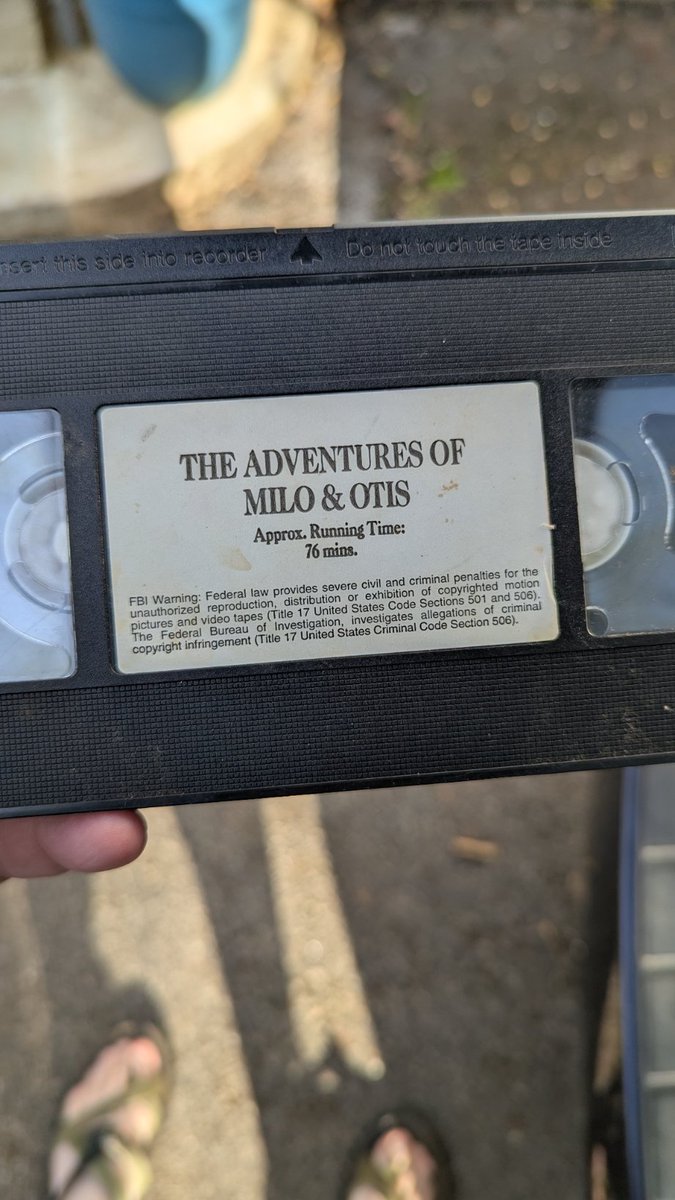 Insert this side into recorder ▲ Do not touch the tape inside
THE ADVENTURES OF
MILO & OTIS
Approx. Running Time:
76 mins.
FBI Warning: Federal law provides severe civil and criminal penalties for the
unauthorized reproduction, distribution or exhibition of copyrighted motion
pictures and video tapes (Title 17 United States Code Sections 501 and 506).
The Federal Bureau of Investigation, investigates allegations of criminal
copyright infringement (Title 17 United States Criminal Code Section 506).